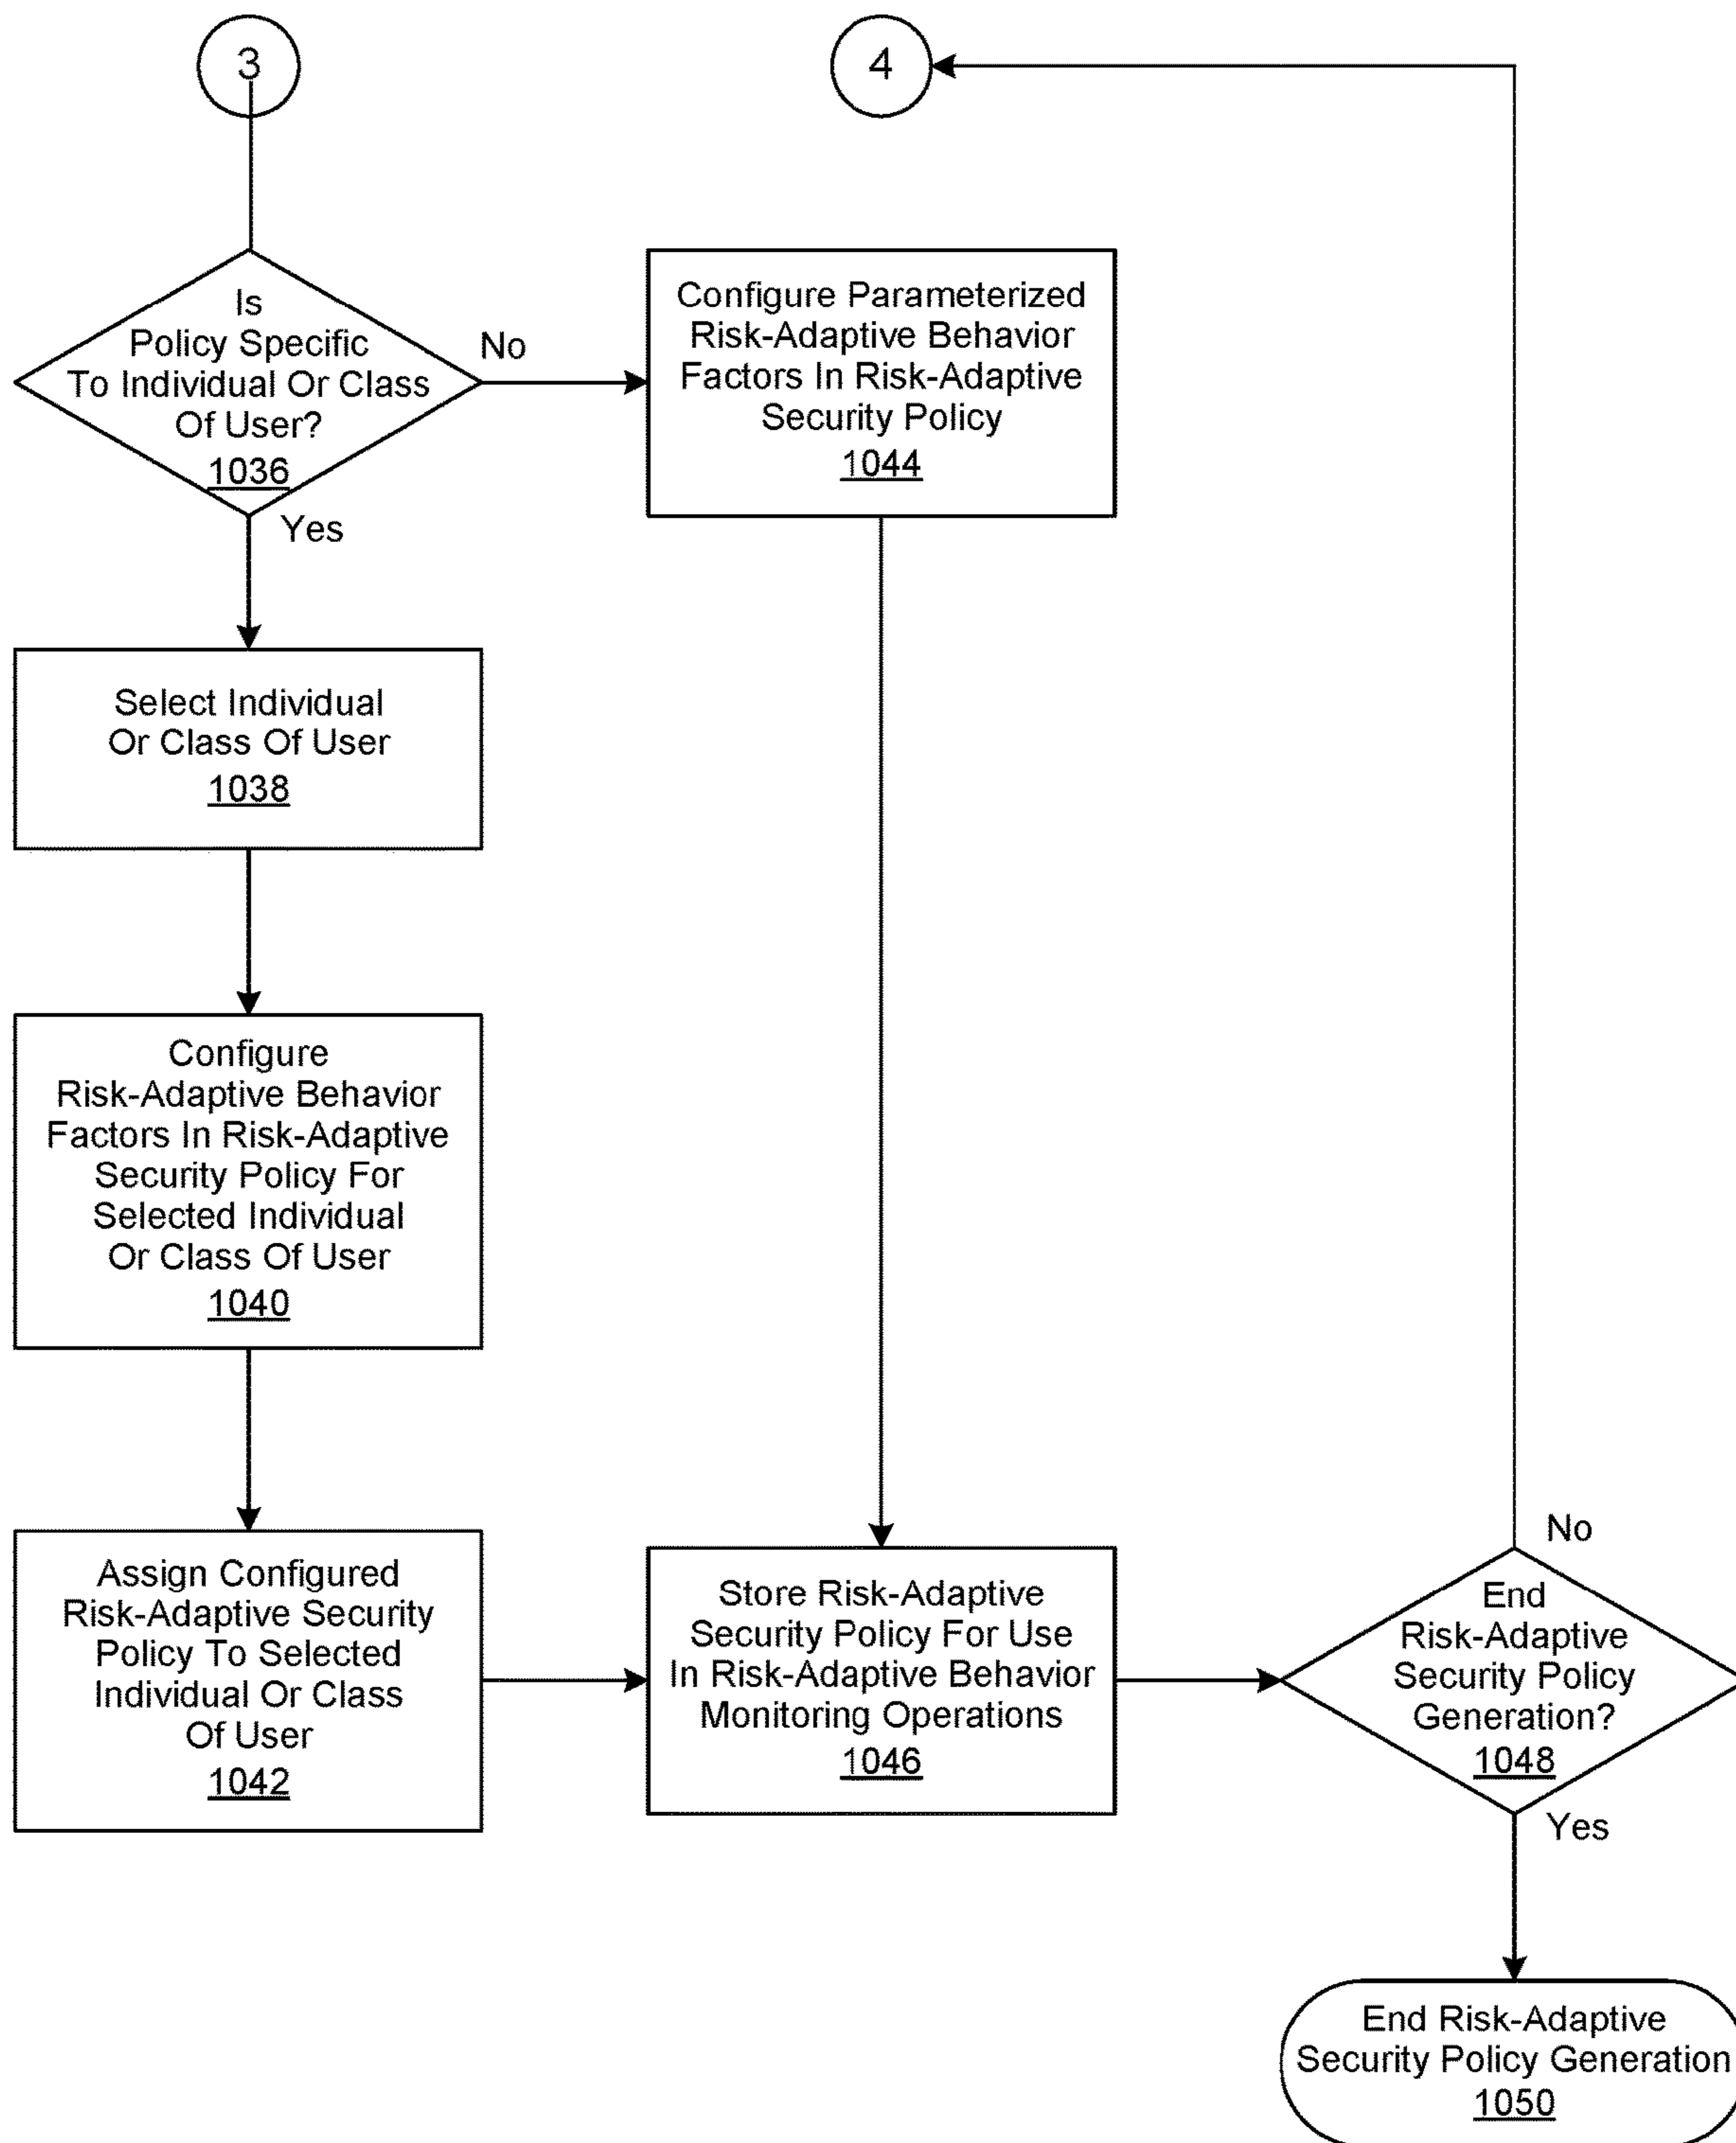 3
4
Is
Policy Specific
To Individual Or Class
Of User?
1036
No
Yes
Configure Parameterized
Risk-Adaptive Behavior
Factors In Risk-Adaptive
Security Policy
1044
Select Individual
Or Class Of User
1038
Configure
Risk-Adaptive Behavior
Factors In Risk-Adaptive
Security Policy For
Selected Individual
Or Class Of User
1040
Assign Configured
Risk-Adaptive Security
Policy To Selected
Individual Or Class
Of User
1042
Store Risk-Adaptive
Security Policy For Use
In Risk-Adaptive Behavior
Monitoring Operations
1046
No
End
Risk-Adaptive
Security Policy
Generation?
1048
Yes
End Risk-Adaptive
Security Policy Generation
1050